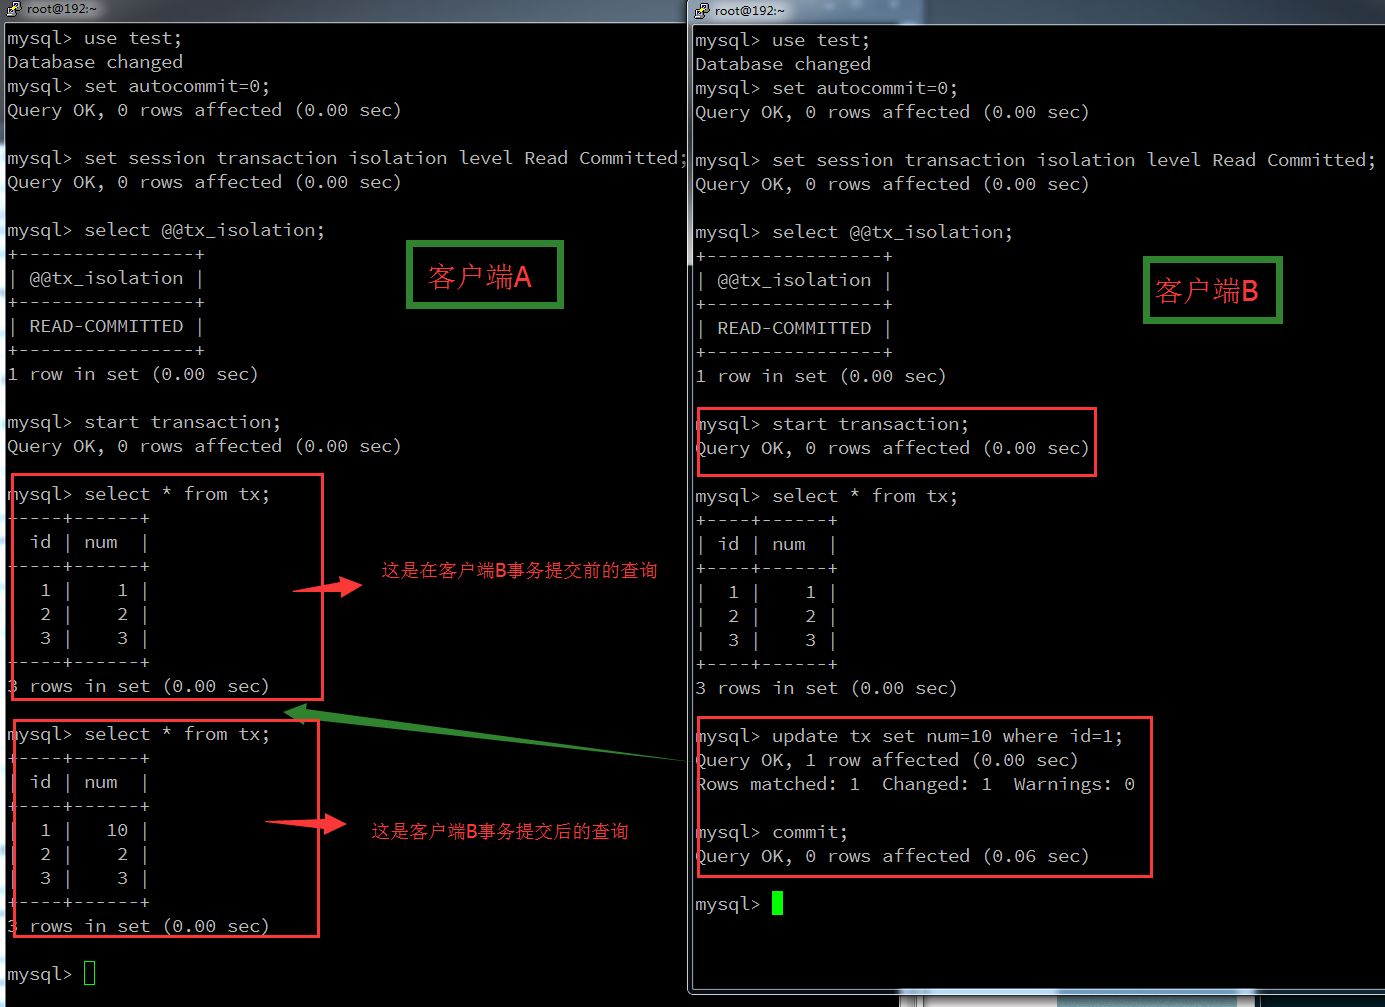 root@192:~
mysql> use test;
Database changed
mysql> set autocommit=0;
Query OK, 0 rows affected (0.00 sec)
mysql> set session transaction isolation level Read Committed;
Query OK, 0 rows affected (0.00 sec)
mysql> select @@tx_isolation;
+----------------+
| @@tx_isolation |
+----------------+
| READ-COMMITTED |
+----------------+
1 row in set (0.00 sec)
客户端A
mysql> start transaction;
Query OK, 0 rows affected (0.00 sec)
mysql> select * from tx;
-----+------+
id | num  |
-----+------+
1 |    1 |
2 |    2 |
3 |    3 |
-----+------+
3 rows in set (0.00 sec)
这是在客户端B事务提交前的查询
mysql> select * from tx;
+----+------+
| id | num  |
+----+------+
|  1 |   10 |
|  2 |    2 |
|  3 |    3 |
+----+------+
3 rows in set (0.00 sec)
这是客户端B事务提交后的查询
mysql>
root@192:~
mysql> use test;
Database changed
mysql> set autocommit=0;
Query OK, 0 rows affected (0.00 sec)
mysql> set session transaction isolation level Read Committed;
Query OK, 0 rows affected (0.00 sec)
mysql> select @@tx_isolation;
+----------------+
| @@tx_isolation |
+----------------+
| READ-COMMITTED |
+----------------+
1 row in set (0.00 sec)
客户端B
mysql> start transaction;
Query OK, 0 rows affected (0.00 sec)
mysql> select * from tx;
+----+------+
| id | num  |
+----+------+
|  1 |    1 |
|  2 |    2 |
|  3 |    3 |
+----+------+
3 rows in set (0.00 sec)
mysql> update tx set num=10 where id=1;
Query OK, 1 row affected (0.00 sec)
Rows matched: 1  Changed: 1  Warnings: 0
mysql> commit;
Query OK, 0 rows affected (0.06 sec)
mysql>